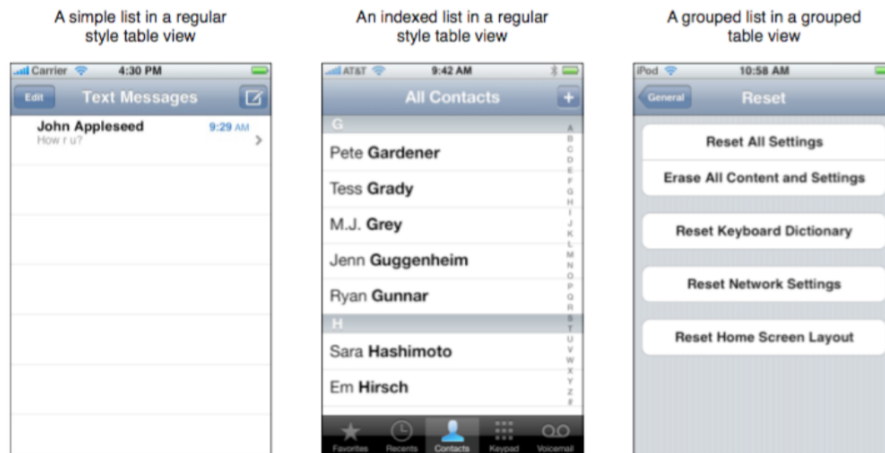 A simple list in a regular
style table view
An indexed list in a regular
style table view
A grouped list in a grouped
table view
Carrier 4:30 PM
Edit Text Messages
John Appleseed 9:29 AM
How r u?
AT&T 9:42 AM
All Contacts +
G
Pete Gardener
Tess Grady
M.J. Grey
Jenn Guggenheim
Ryan Gunnar
H
Sara Hashimoto
Em Hirsch
A
B
C
D
E
F
G
H
I
J
K
L
M
N
O
P
Q
R
S
T
U
V
W
X
Y
Z
#
Favorites Recents Contacts Keypad Voicemail
iPod 10:58 AM
General Reset
Reset All Settings
Erase All Content and Settings
Reset Keyboard Dictionary
Reset Network Settings
Reset Home Screen Layout